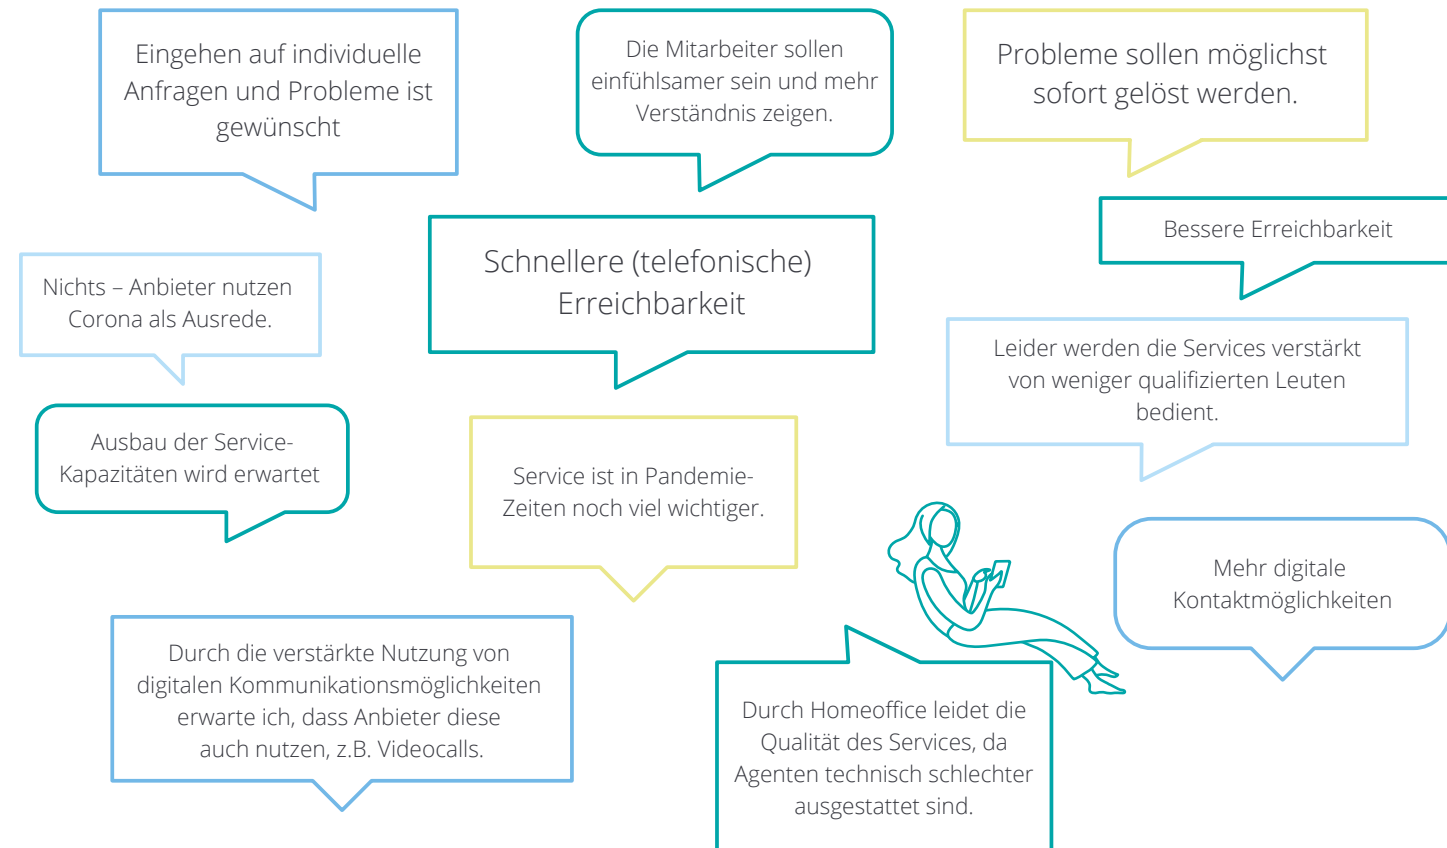 Eingehen auf individuelle
Anfragen und Probleme ist
gewünscht
Die Mitarbeiter sollen
einfühlsamer sein und mehr
Verständnis zeigen.
Probleme sollen möglichst
sofort gelöst werden.
Bessere Erreichbarkeit
Schnellere (telefonische)
Erreichbarkeit
Nichts – Anbieter nutzen
Corona als Ausrede.
Leider werden die Services verstärkt
von weniger qualifizierten Leuten
bedient.
Ausbau der Service-
Kapazitäten wird erwartet
Service ist in Pandemie-
Zeiten noch viel wichtiger.
Mehr digitale
Kontaktmöglichkeiten
Durch die verstärkte Nutzung von
digitalen Kommunikationsmöglichkeiten
erwarte ich, dass Anbieter diese
auch nutzen, z.B. Videocalls.
Durch Homeoffice leidet die
Qualität des Services, da
Agenten technisch schlechter
ausgestattet sind.